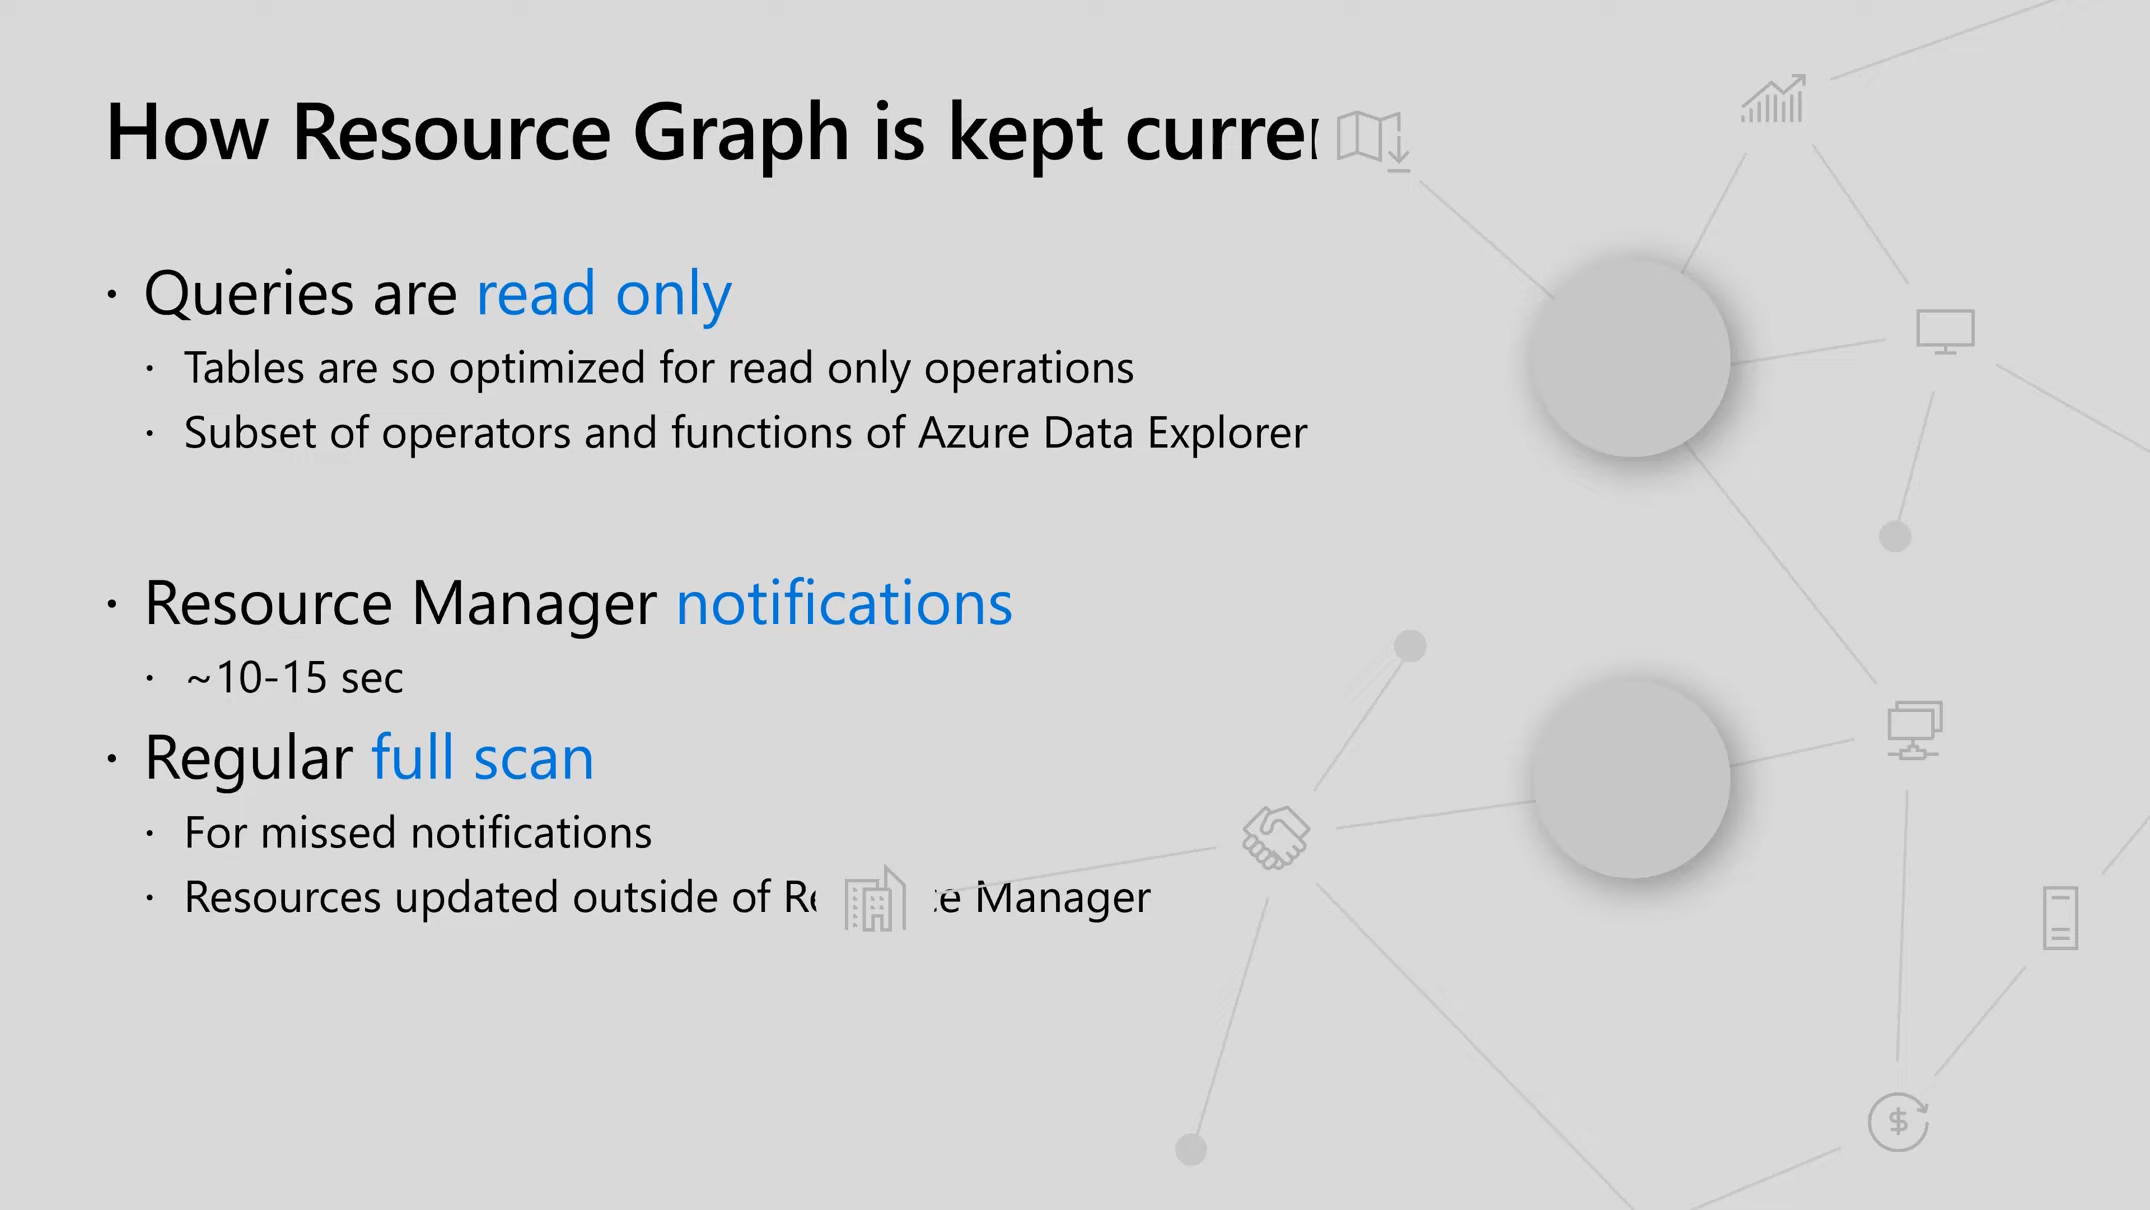 How Resource Graph is kept
· Queries are read only
· Tables are so optimized for read only operations
· Subset of operators and functions of Azure Data Explorer
· Resource Manager notifications
· ~10-15 sec
· Regular full scan
· For missed notifications
· Resources updated outside of Manager
$